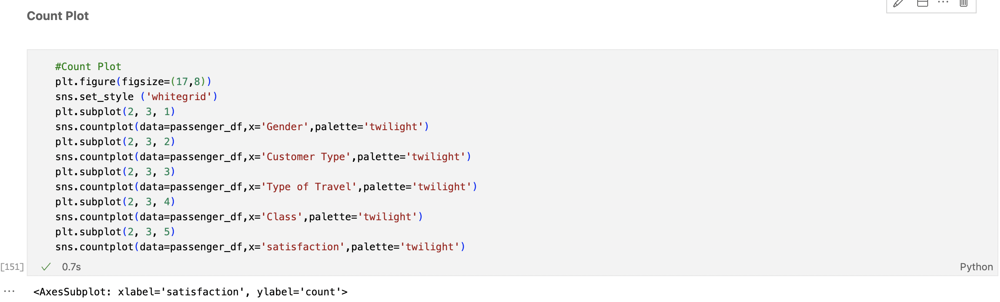 Count Plot
#Count Plot
plt.figure(figsize=(17,8))
sns.set_style ('whitegrid')
plt.subplot(2, 3, 1)
sns.countplot(data=passenger_df,x='Gender',palette='twilight')
plt.subplot(2, 3, 2)
sns.countplot(data=passenger_df,x='Customer Type',palette='twilight')
plt.subplot(2, 3, 3)
sns.countplot(data=passenger_df,x='Type of Travel',palette='twilight')
plt.subplot(2, 3, 4)
sns.countplot(data=passenger_df,x='Class',palette='twilight')
plt.subplot(2, 3, 5)
sns.countplot(data=passenger_df,x='satisfaction',palette='twilight')
[151] 0.7s Python
<AxesSubplot: xlabel='satisfaction', ylabel='count'>